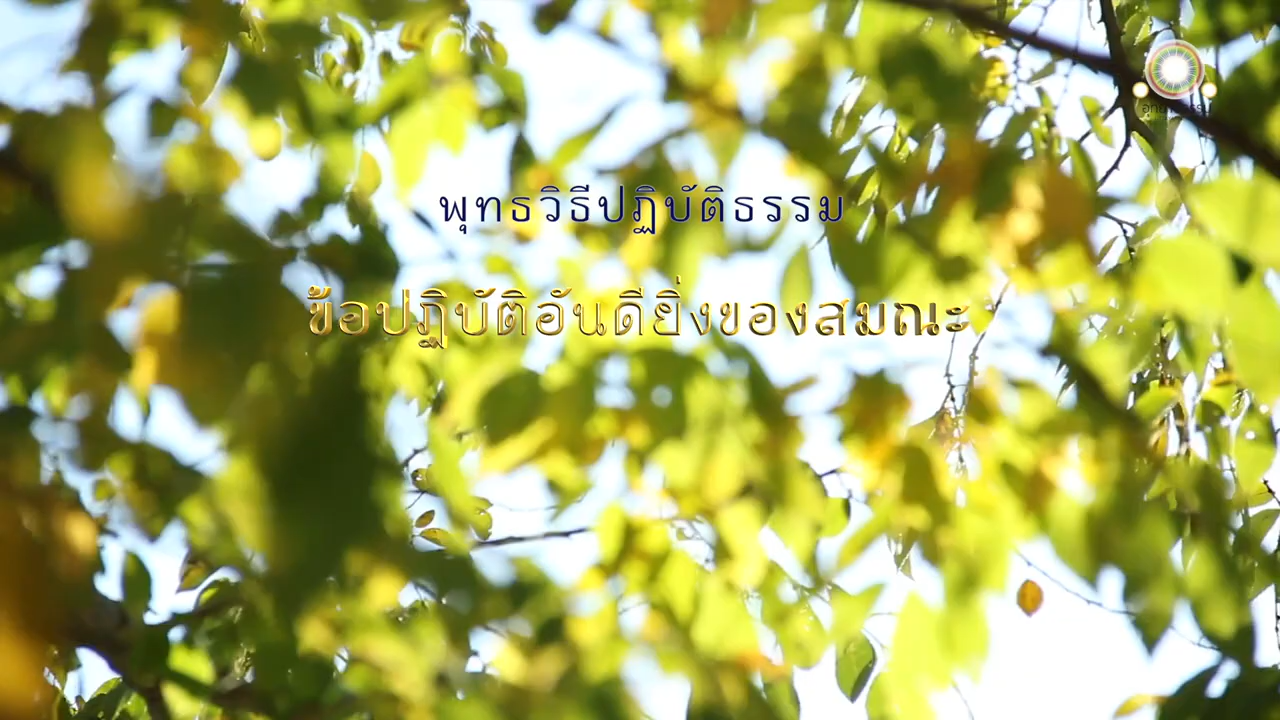 พุทธวิธีปฏิบัติธรรม
ข้อปฏิบัติอันดียิ่งของสมณะ